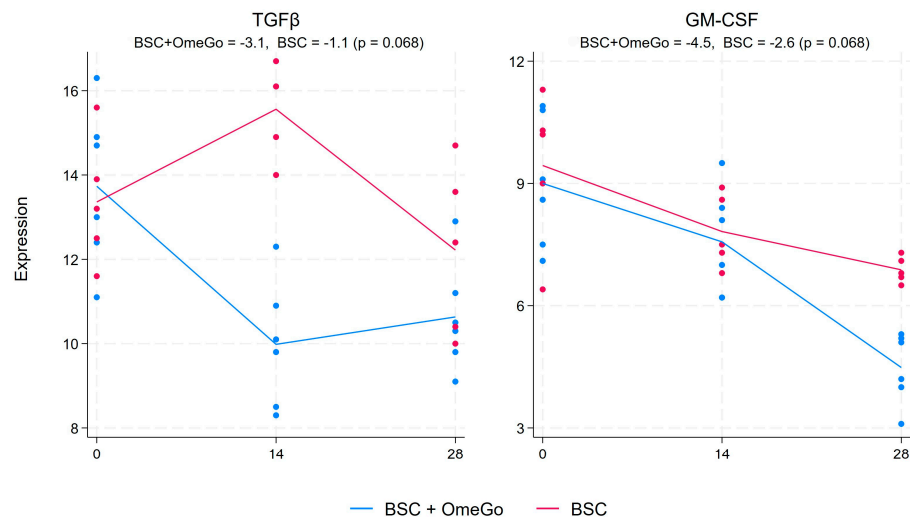 TGFβ
BSC+OmeGo = -3.1, BSC = -1.1 (p = 0.068)
GM-CSF
BSC+OmeGo = -4.5, BSC = -2.6 (p = 0.068)
Expression
16
14
12
10
8
0 14 28
12
9
6
3
0 14 28
BSC + OmeGo BSC